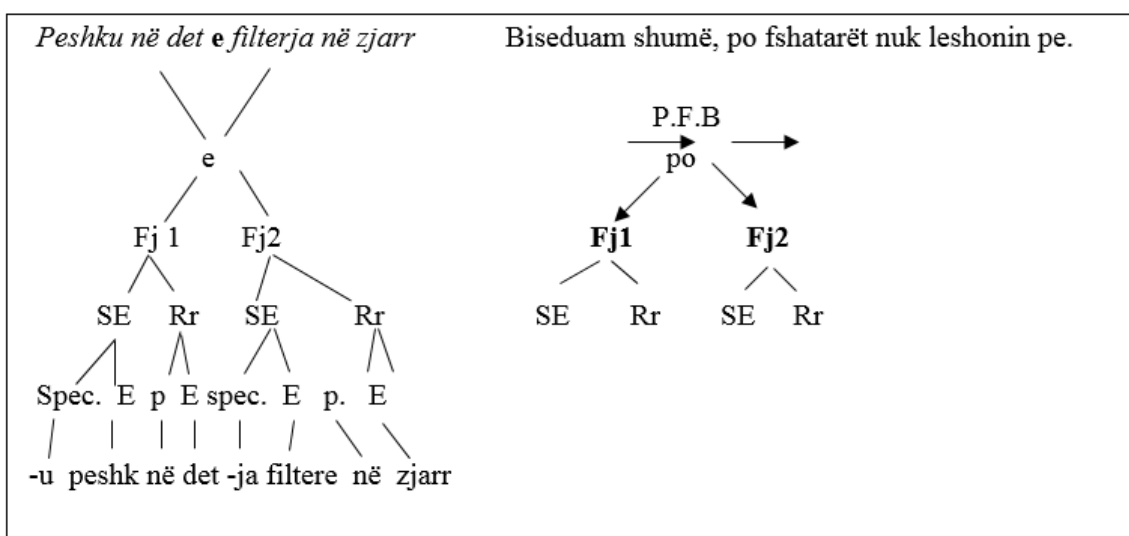 Peshku në det e filterja në zjarr
e
Fj 1 Fj2
SE Rr SE Rr
Spec. E p E spec. E p. E
-u peshk në det -ja filtere në zjarr
Biseduam shumë, po fshatarët nuk leshonin pe.
P.F.B
po
Fj1 Fj2
SE Rr SE Rr